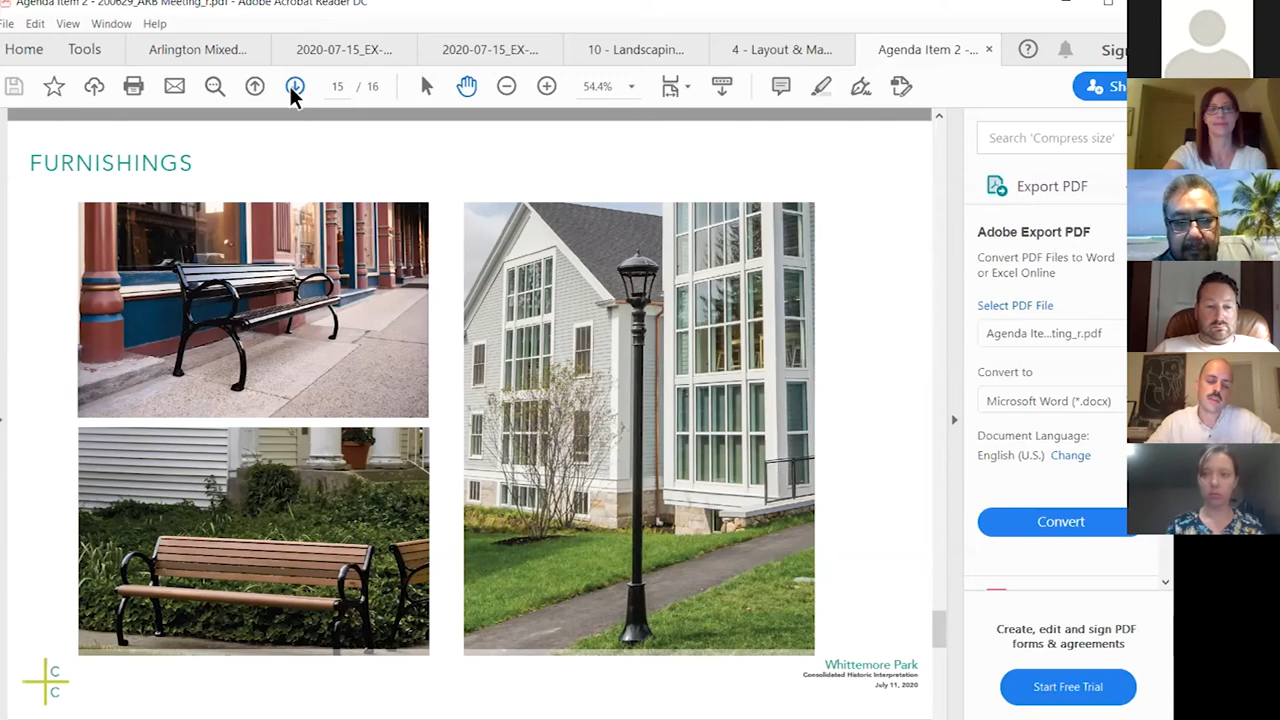 Agenda Item 2 - 200629_ARB Meeting_r.pdf - Adobe Acrobat Reader DC
File Edit View Window Help
Home Tools Arlington Mixed... 2020-07-15_EX-... 2020-07-15_EX-... 10 - Landscapin... 4 - Layout & Ma... Agenda Item 2 -... × Sig
15 / 16 54.4% Sh
FURNISHINGS
Search 'Compress size'
Export PDF
Adobe Export PDF
Convert PDF Files to Word
or Excel Online
Select PDF File
Agenda Ite...ting_r.pdf
Convert to
Microsoft Word (*.docx)
Document Language:
English (U.S.) Change
Convert
Create, edit and sign PDF
forms & agreements
Start Free Trial
C
C
Whittemore Park
Consolidated Historic Interpretation
July 11, 2020